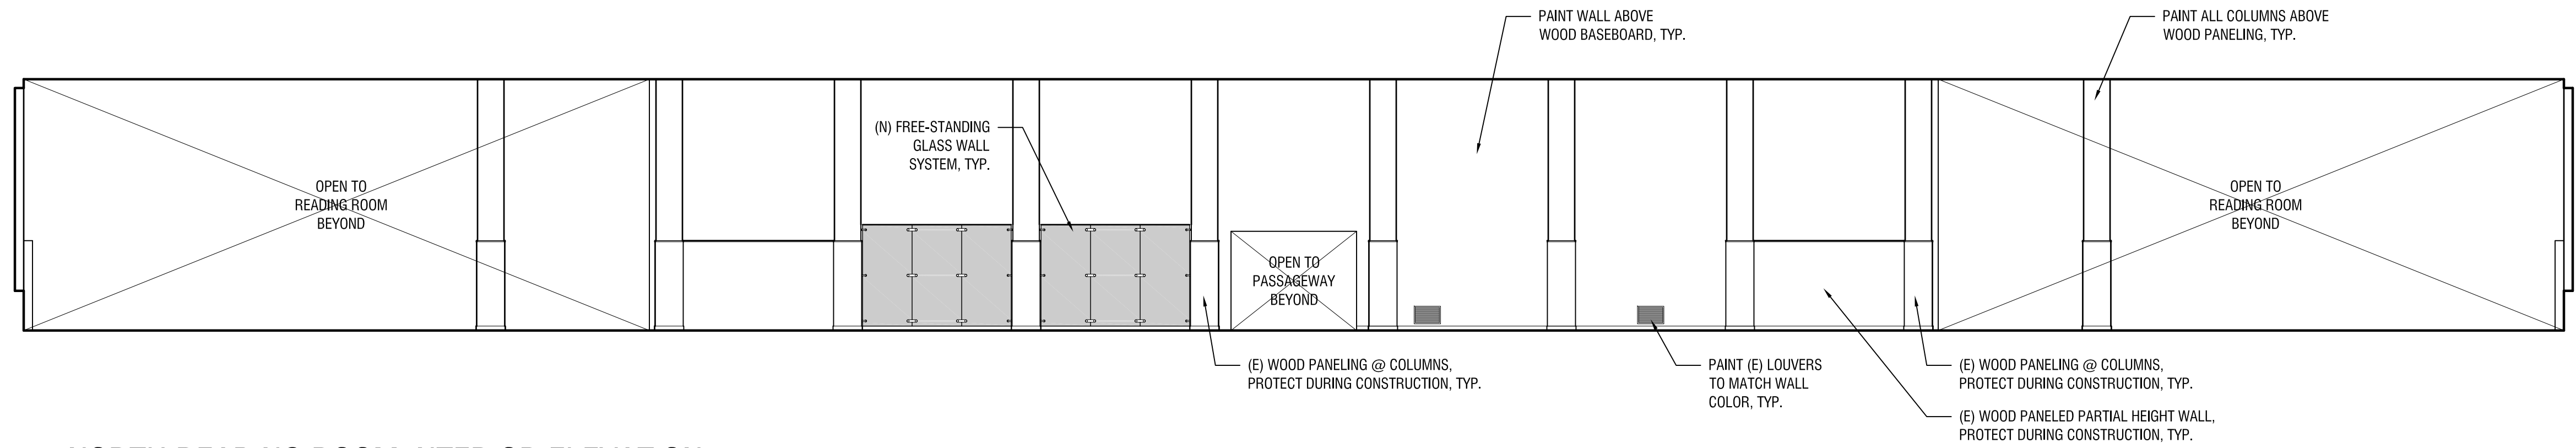 PAINT WALL ABOVE
WOOD BASEBOARD, TYP.
PAINT ALL COLUMNS ABOVE
WOOD PANELING, TYP.
(N) FREE-STANDING
GLASS WALL
SYSTEM, TYP.
OPEN TO
READING ROOM
BEYOND
OPEN TO
PASSAGEWAY
BEYOND
OPEN TO
READING ROOM
BEYOND
(E) WOOD PANELING @ COLUMNS,
PROTECT DURING CONSTRUCTION, TYP.
PAINT (E) LOUVERS
TO MATCH WALL
COLOR, TYP.
(E) WOOD PANELING @ COLUMNS,
PROTECT DURING CONSTRUCTION, TYP.
(E) WOOD PANELED PARTIAL HEIGHT WALL,
PROTECT DURING CONSTRUCTION, TYP.